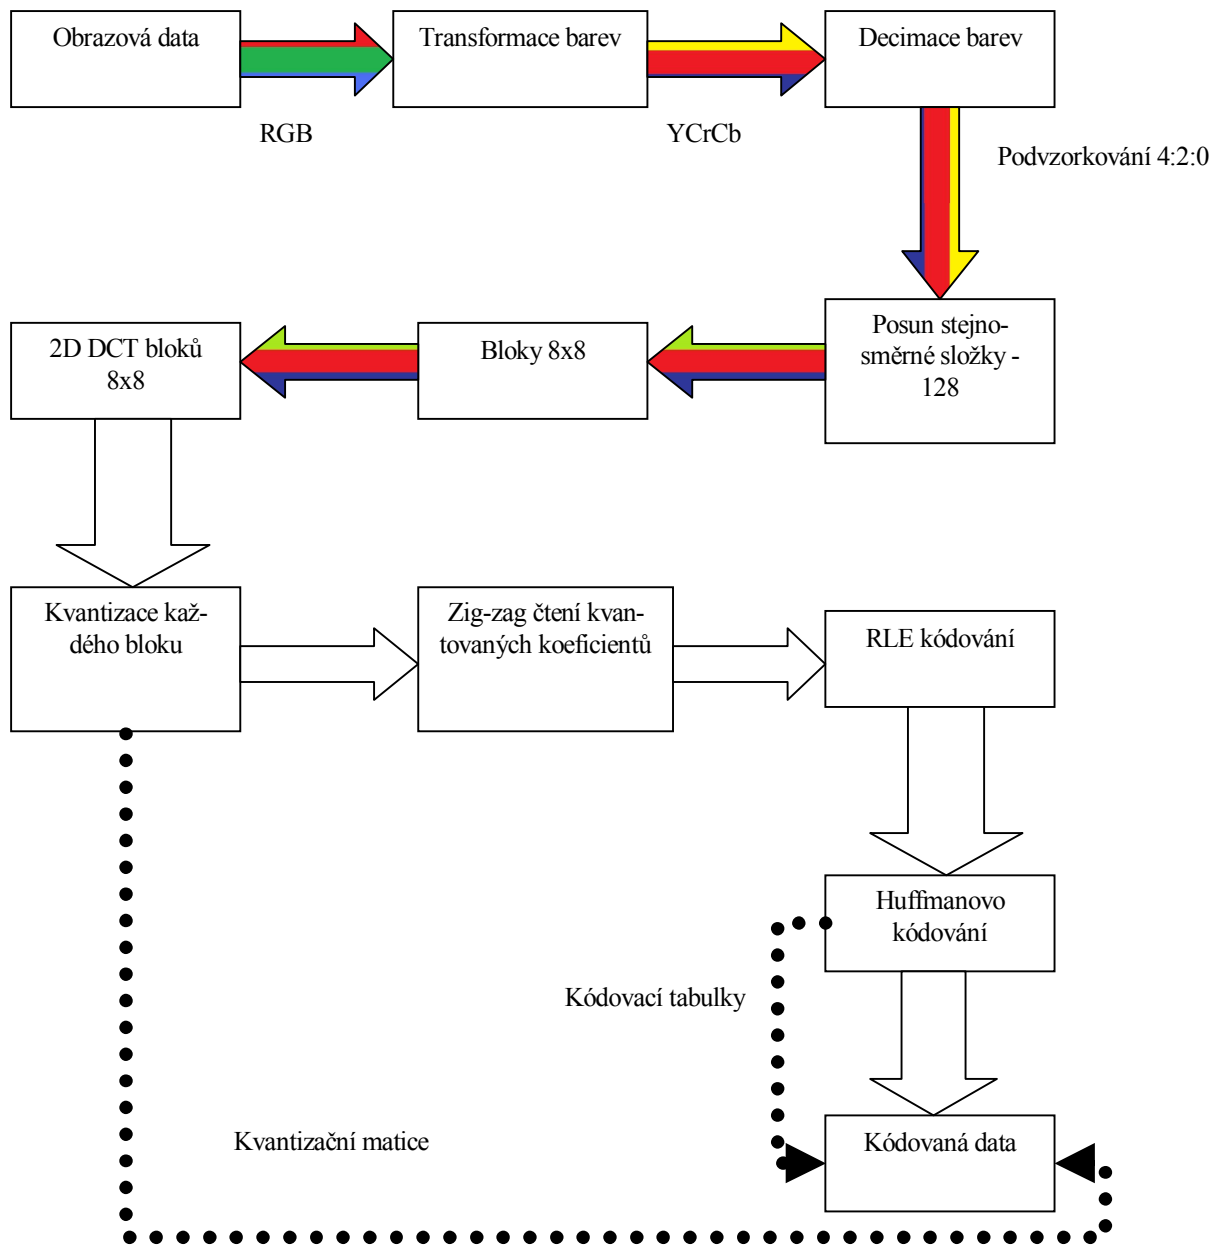 Obrazová data
Transformace barev
Decimace barev
RGB
YCrCb
Podvzorkování 4:2:0
2D DCT bloků
8x8
Bloky 8x8
Posun stejno-
směrné složky -
128
Kvantizace kaž-
dého bloku
Zig-zag čtení kvan-
tovaných koeficientů
RLE kódování
Huffmanovo
kódování
Kódovací tabulky
Kvantizační matice
Kódovaná data